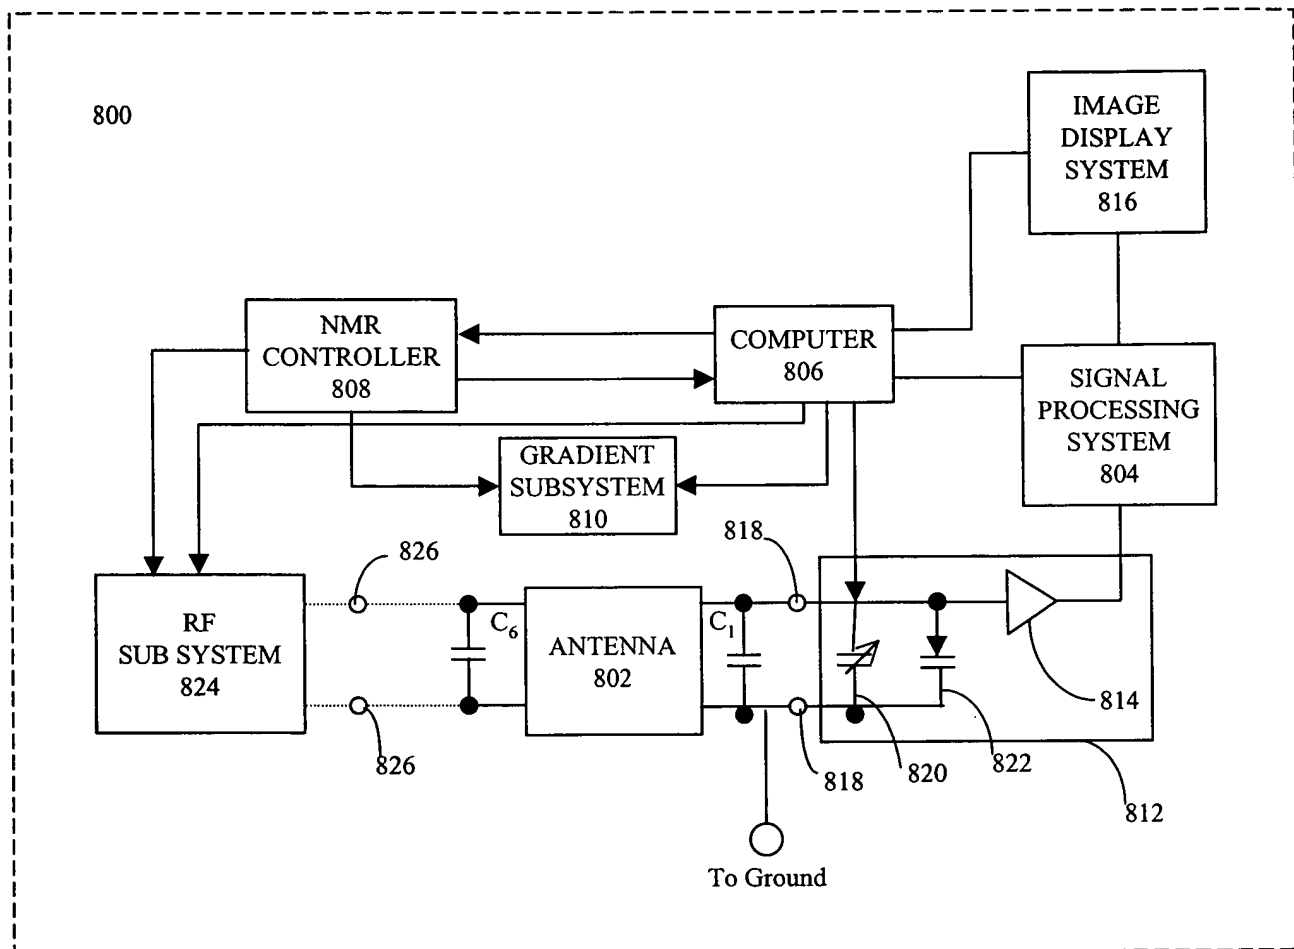 800
IMAGE
DISPLAY
SYSTEM
816
NMR
CONTROLLER
808
COMPUTER
806
SIGNAL
PROCESSING
SYSTEM
804
GRADIENT
SUBSYSTEM
810
826
818
RF
SUB SYSTEM
824
C6
ANTENNA
802
C1
814
826
818
820
822
812
To Ground